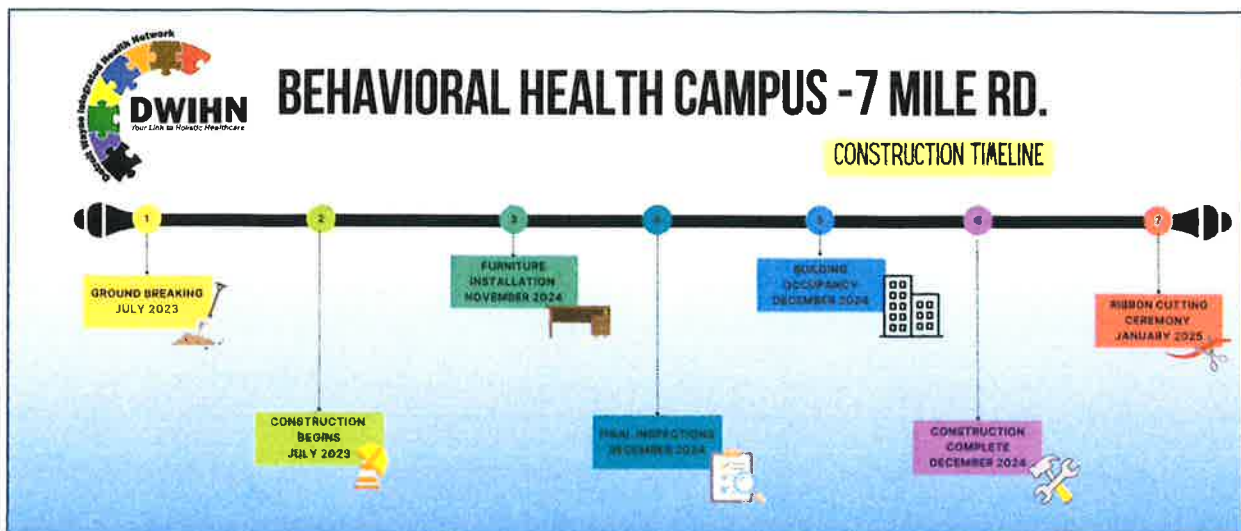 Detroit Wayne Integrated Health Network
DWIHN
Your Link to Holistic Healthcare
BEHAVIORAL HEALTH CAMPUS -7 MILE RD.
CONSTRUCTION TIMELINE
1
2
3
4
5
6
7
GROUND BREAKING
JULY 2023
CONSTRUCTION
BEGINS
JULY 2023
FURNITURE
INSTALLATION
NOVEMBER 2024
FINAL INSPECTIONS
DECEMBER 2024
BUILDING
OCCUPANCY
DECEMBER 2024
CONSTRUCTION
COMPLETE
DECEMBER 2024
RIBBON CUTTING
CEREMONY
JANUARY 2025